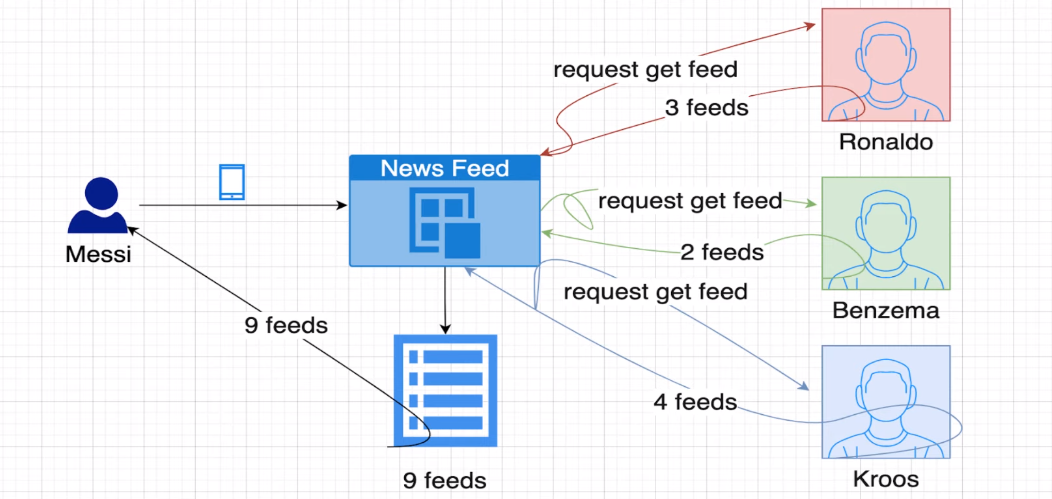 request get feed
3 feeds
Ronaldo
News Feed
Messi
request get feed
2 feeds
Benzema
request get feed
9 feeds
4 feeds
9 feeds
Kroos